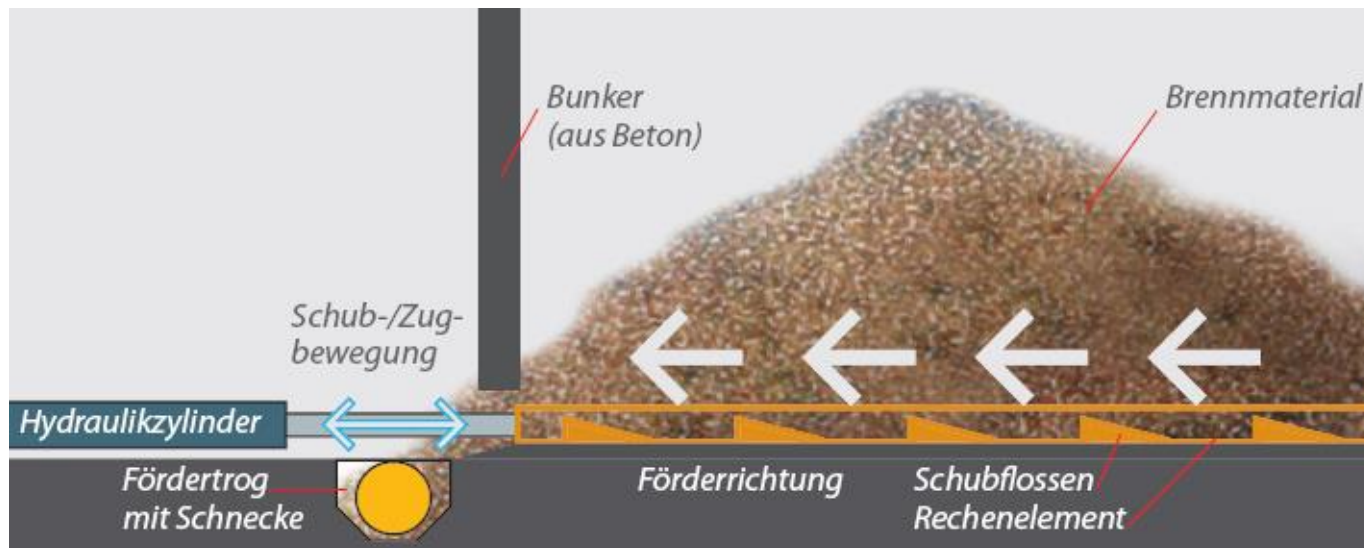 Bunker
(aus Beton)
Brennmaterial
Schub-/Zug-
bewegung
Hydraulikzylinder
Fördertrog
mit Schnecke
Förderrichtung
Schubflossen
Rechenelement